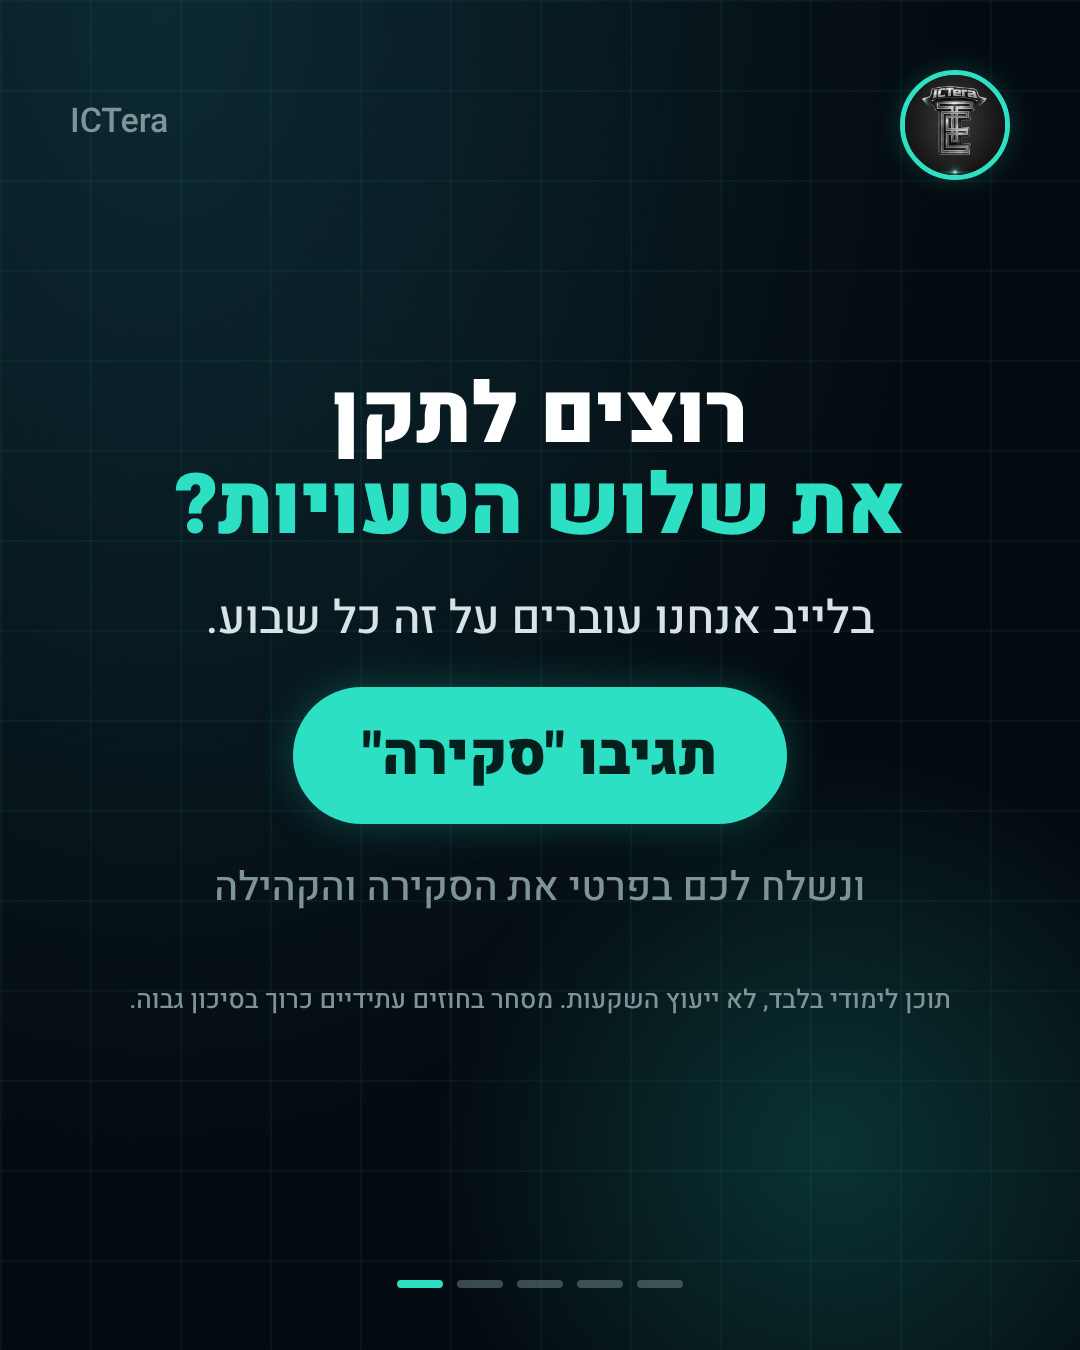 ICTera
ICTera
רוצים לתקן
את שלוש הטעויות?
בלייב אנחנו עוברים על זה כל שבוע.
תגיבו "סקירה"
ונשלח לכם בפרטי את הסקירה והקהילה
תוכן לימודי בלבד, לא ייעוץ השקעות. מסחר בחוזים עתידיים כרוך בסיכון גבוה.